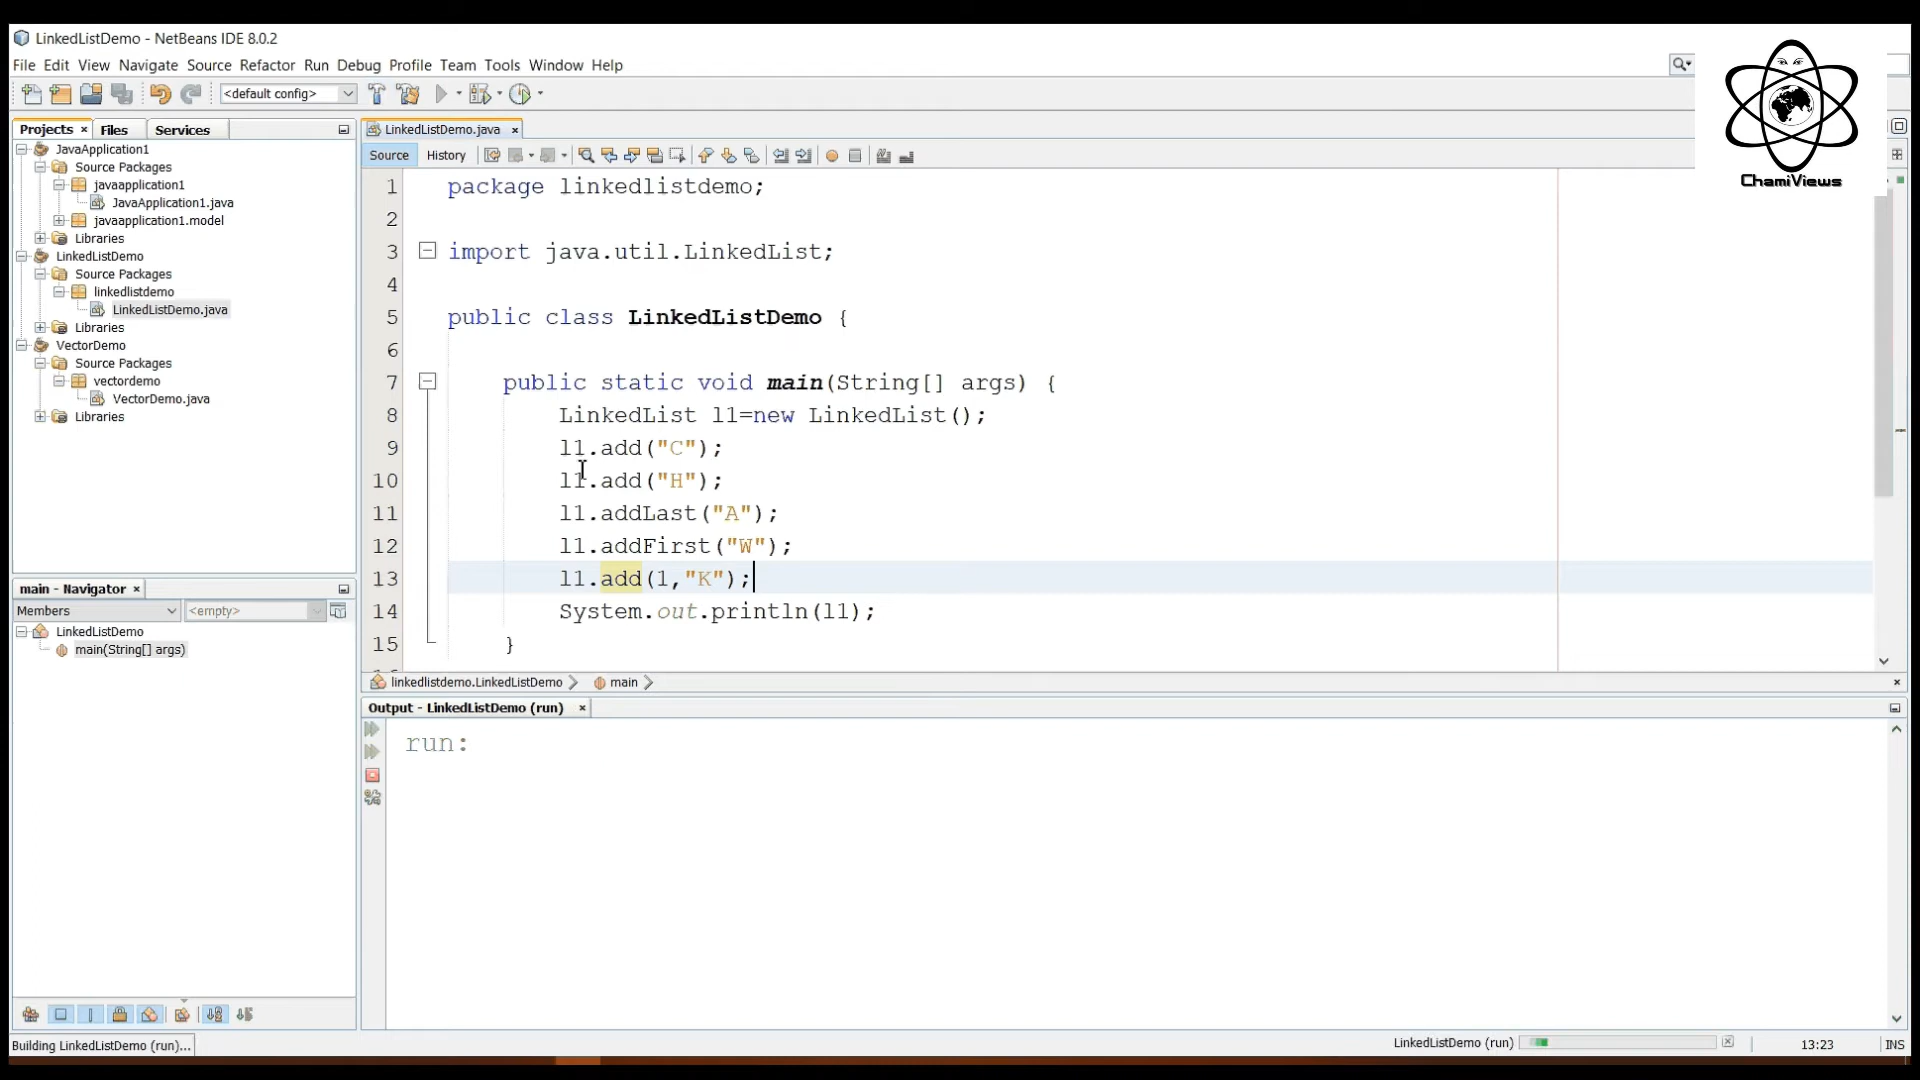 LinkedListDemo - NetBeans IDE 8.0.2
File Edit View Navigate Source Refactor Run Debug Profile Team Tools Window Help
<default config>
ChamiViews
Projects Files Services
JavaApplication1
Source Packages
javaapplication1
JavaApplication1.java
javaapplication1.model
Libraries
LinkedListDemo
Source Packages
linkedlistdemo
LinkedListDemo.java
Libraries
VectorDemo
Source Packages
vectordemo
VectorDemo.java
Libraries
main - Navigator
Members <empty>
LinkedListDemo
main(String[] args)
LinkedListDemo.java
Source History
1 package linkedlistdemo;
2
3 import java.util.LinkedList;
4
5 public class LinkedListDemo {
6
7 public static void main(String[] args) {
8 LinkedList l1=new LinkedList();
9 l1.add("C");
10 l1.add("H");
11 l1.addLast("A");
12 l1.addFirst("W");
13 l1.add(1,"K");
14 System.out.println(l1);
15 }
linkedlistdemo.LinkedListDemo main
Output - LinkedListDemo (run)
run:
Building LinkedListDemo (run)... LinkedListDemo (run) 13:23 INS